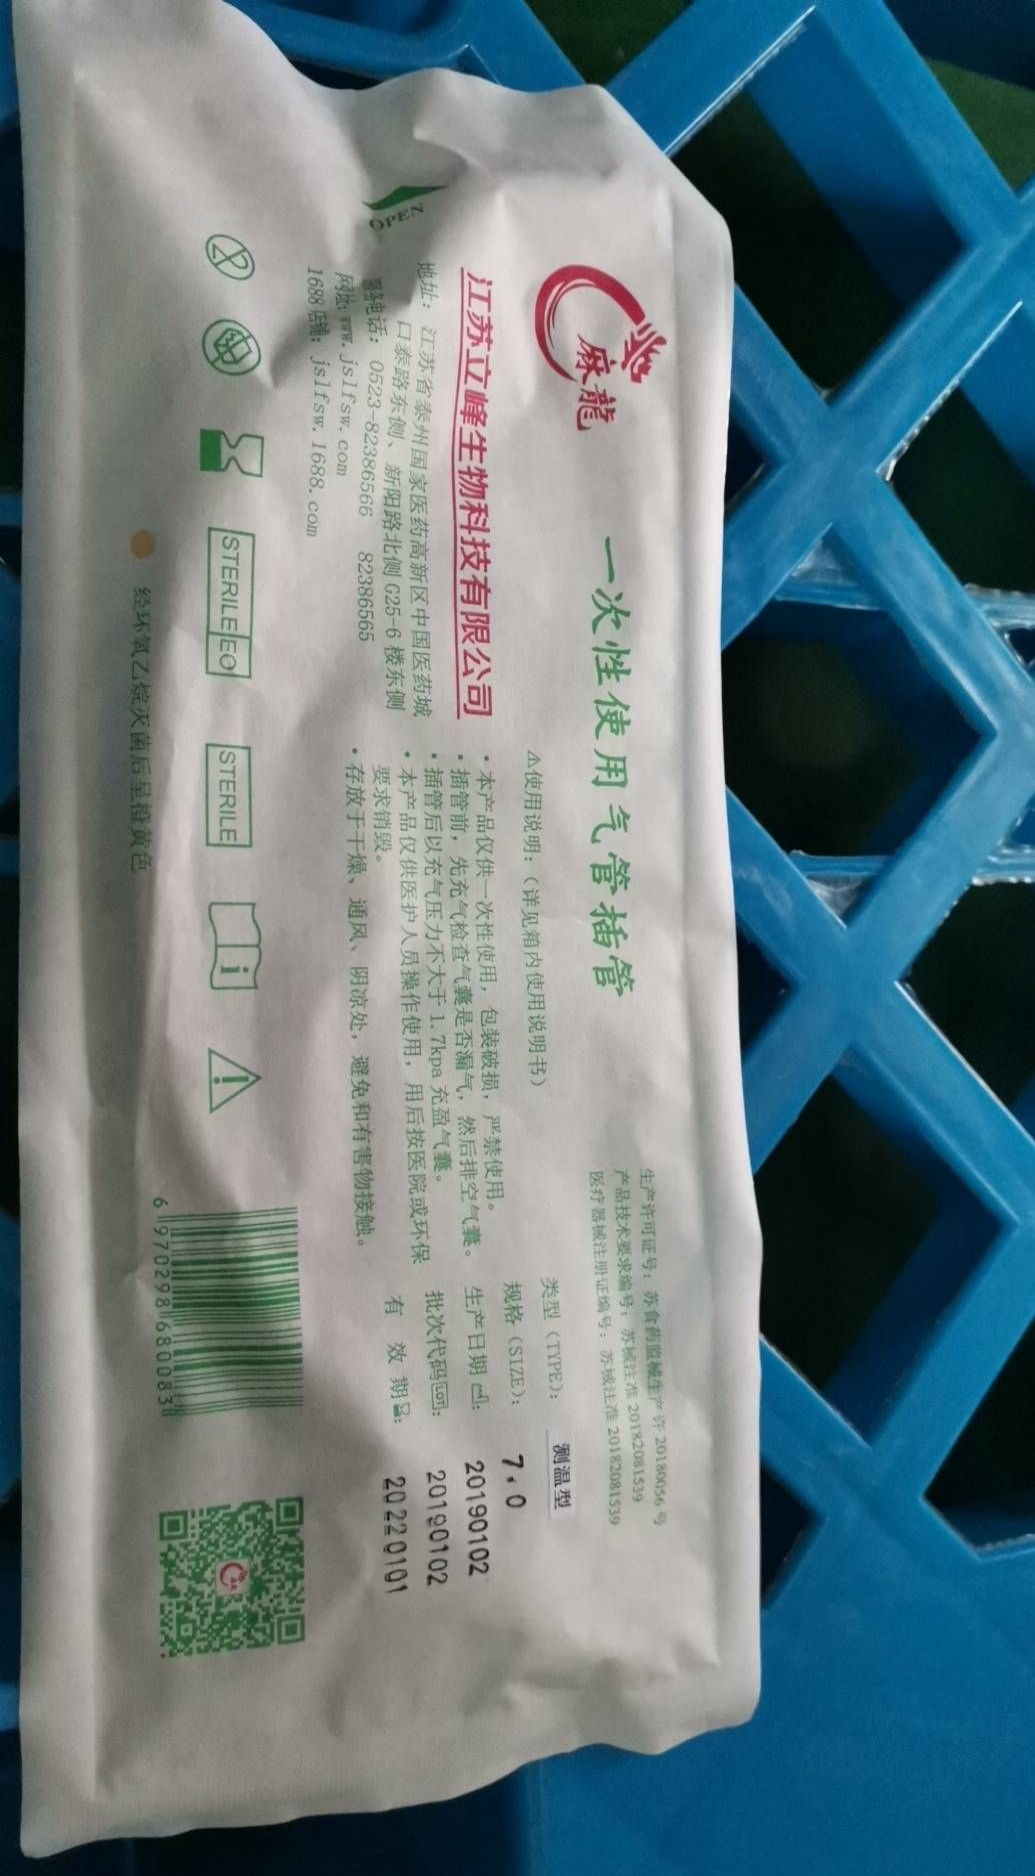 麻龍
一次性使用气管插管
生产许可证号：苏食药监械生产许 20180056 号
产品技术要求编号：苏械注准 20182081539
医疗器械注册证编号：苏械注准 20182081539
OPEN
江苏立峰生物科技有限公司
地址：江苏省泰州国家医药高新区中国医药城
口泰路东侧、新阳路北侧 G25-6 楼东侧
服务电话：0523-82386566 82386565
网址：www.jslfsw.com
1688 店铺：jslfsw.1688.com
⚠使用说明：（详见箱内使用说明书）
·本产品仅供一次性使用，包装破损，严禁使用。
·插管前，先充气检查气囊是否漏气，然后排空气囊。
·插管后以充气压力不大于1.7kpa 充盈气囊。
·本产品仅供医护人员操作使用，用后按医院或环保
要求销毁。
·存放于干燥、通风、阴凉处，避免和有害物接触。
类型（TYPE）：测温型
规格（SIZE）：7.0
生产日期：20190102
批次代码LOT：20190102
有 效 期：20220101
2
STERILE EO
STERILE
i
6970298680083
经环氧乙烷灭菌后呈橙黄色